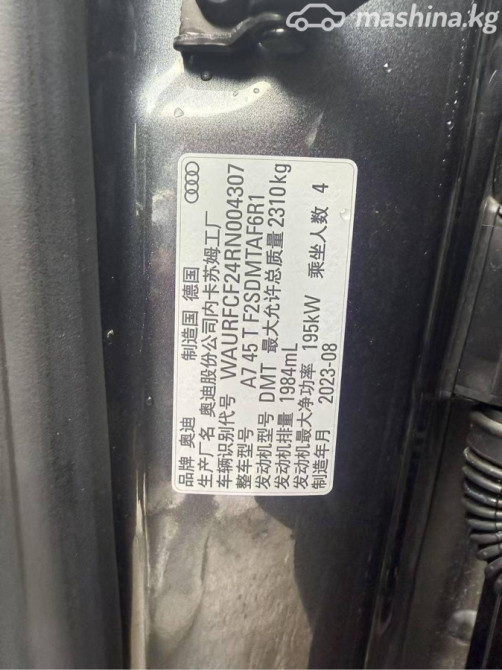 mashina.kg
品牌 奥迪 制造国 德国
生产厂名 奥迪股份公司内卡苏姆工厂
车辆识别代号 WAURFCF24RN004307
整车型号 A7 45 T F2SDMTAF6R1
发动机型号 DMT 最大允许总质量 2310kg
发动机排量 1984mL
发动机最大净功率 195kW 乘坐人数 4
制造年月 2023-08